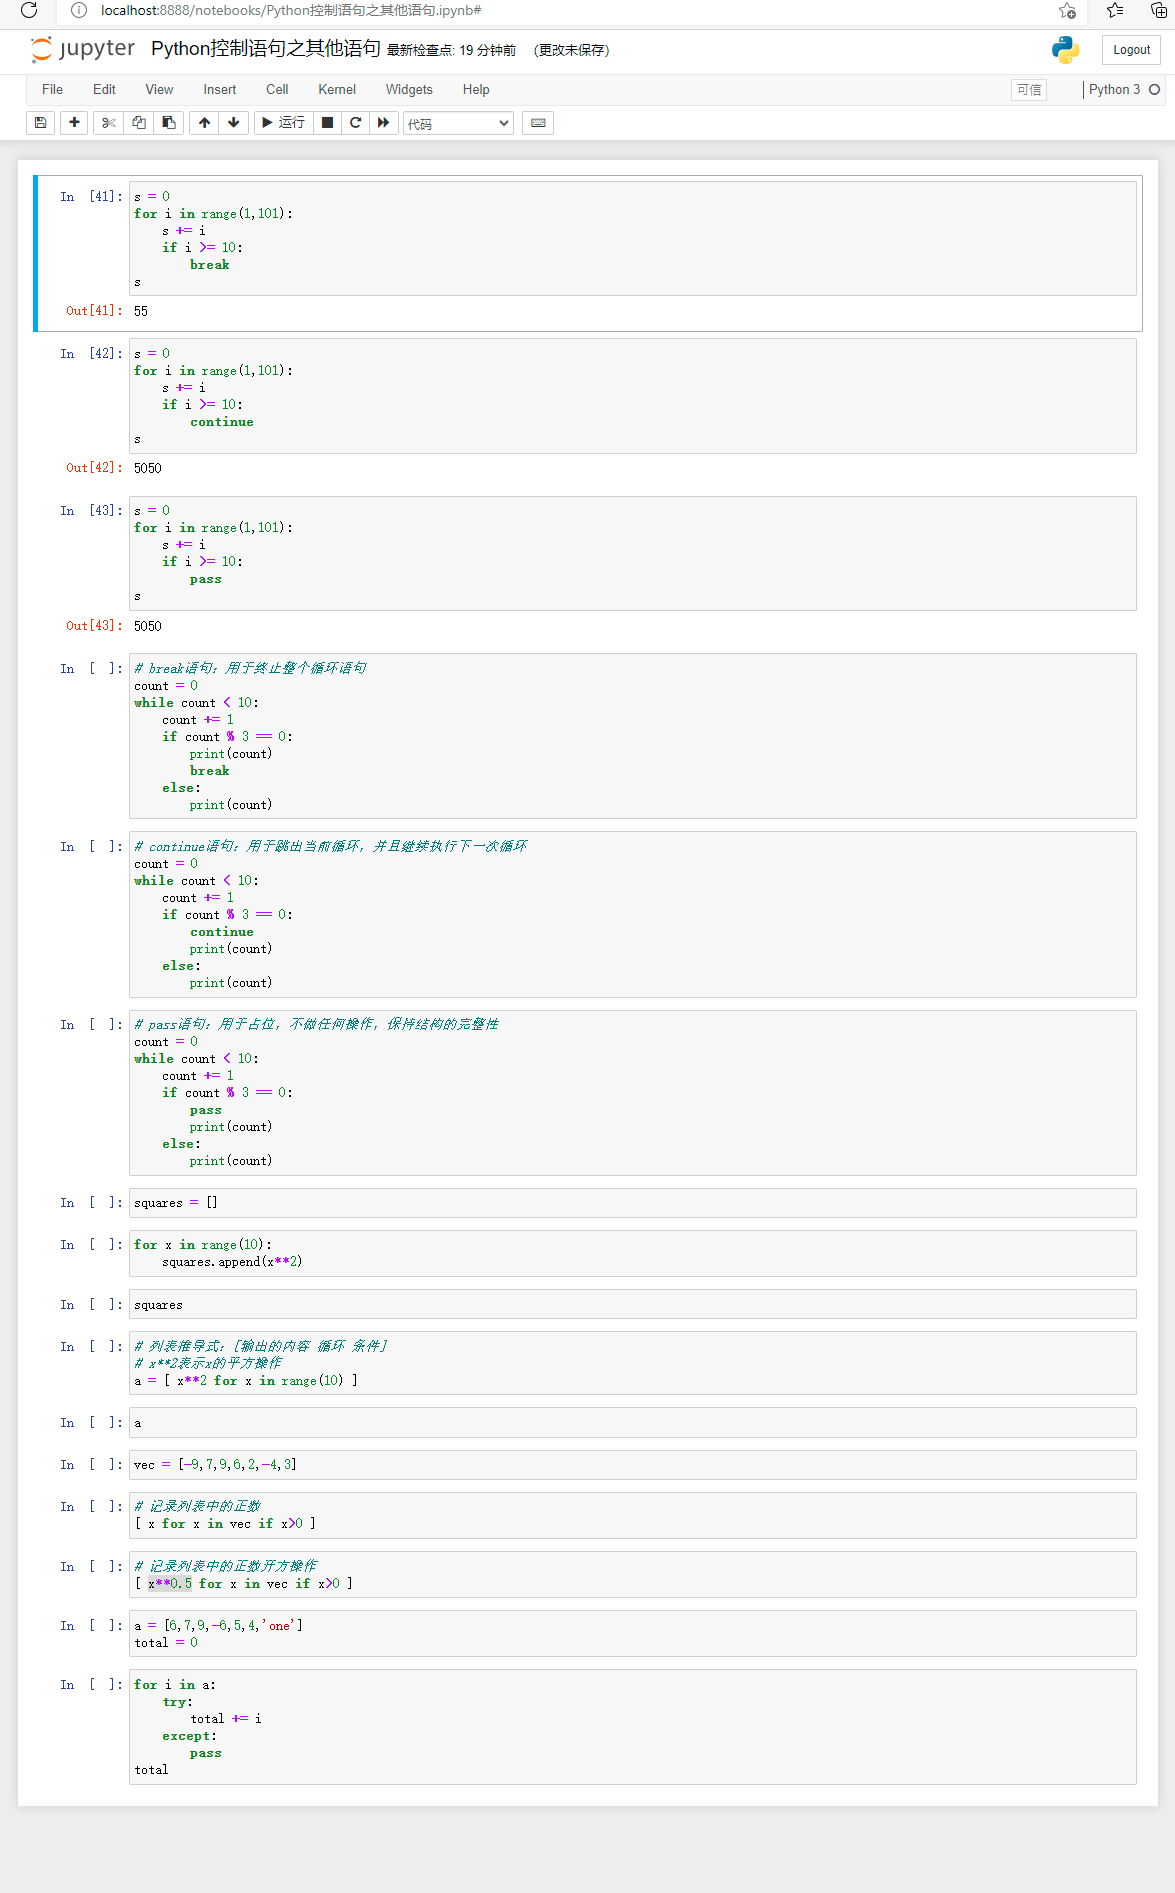 localhost:8888/notebooks/Python控制语句之其他语句.ipynb#
jupyter Python控制语句之其他语句 最新检查点: 19 分钟前 (更改未保存) Logout
File Edit View Insert Cell Kernel Widgets Help 可信 Python 3
运行 代码
In [41]: s = 0
for i in range(1,101):
    s += i
    if i >= 10:
        break
s
Out[41]: 55
In [42]: s = 0
for i in range(1,101):
    s += i
    if i >= 10:
        continue
s
Out[42]: 5050
In [43]: s = 0
for i in range(1,101):
    s += i
    if i >= 10:
        pass
s
Out[43]: 5050
In [ ]: # break语句：用于终止整个循环语句
count = 0
while count < 10:
    count += 1
    if count % 3 == 0:
        print(count)
        break
    else:
        print(count)
In [ ]: # continue语句：用于跳出当前循环，并且继续执行下一次循环
count = 0
while count < 10:
    count += 1
    if count % 3 == 0:
        continue
        print(count)
    else:
        print(count)
In [ ]: # pass语句：用于占位，不做任何操作，保持结构的完整性
count = 0
while count < 10:
    count += 1
    if count % 3 == 0:
        pass
        print(count)
    else:
        print(count)
In [ ]: squares = []
In [ ]: for x in range(10):
    squares.append(x**2)
In [ ]: squares
In [ ]: # 列表推导式：[输出的内容 循环 条件]
# x**2表示x的平方操作
a = [ x**2 for x in range(10) ]
In [ ]: a
In [ ]: vec = [-9,7,9,6,2,-4,3]
In [ ]: # 记录列表中的正数
[ x for x in vec if x>0 ]
In [ ]: # 记录列表中的正数开方操作
[ x**0.5 for x in vec if x>0 ]
In [ ]: a = [6,7,9,-6,5,4,'one']
total = 0
In [ ]: for i in a:
    try:
        total += i
    except:
        pass
total